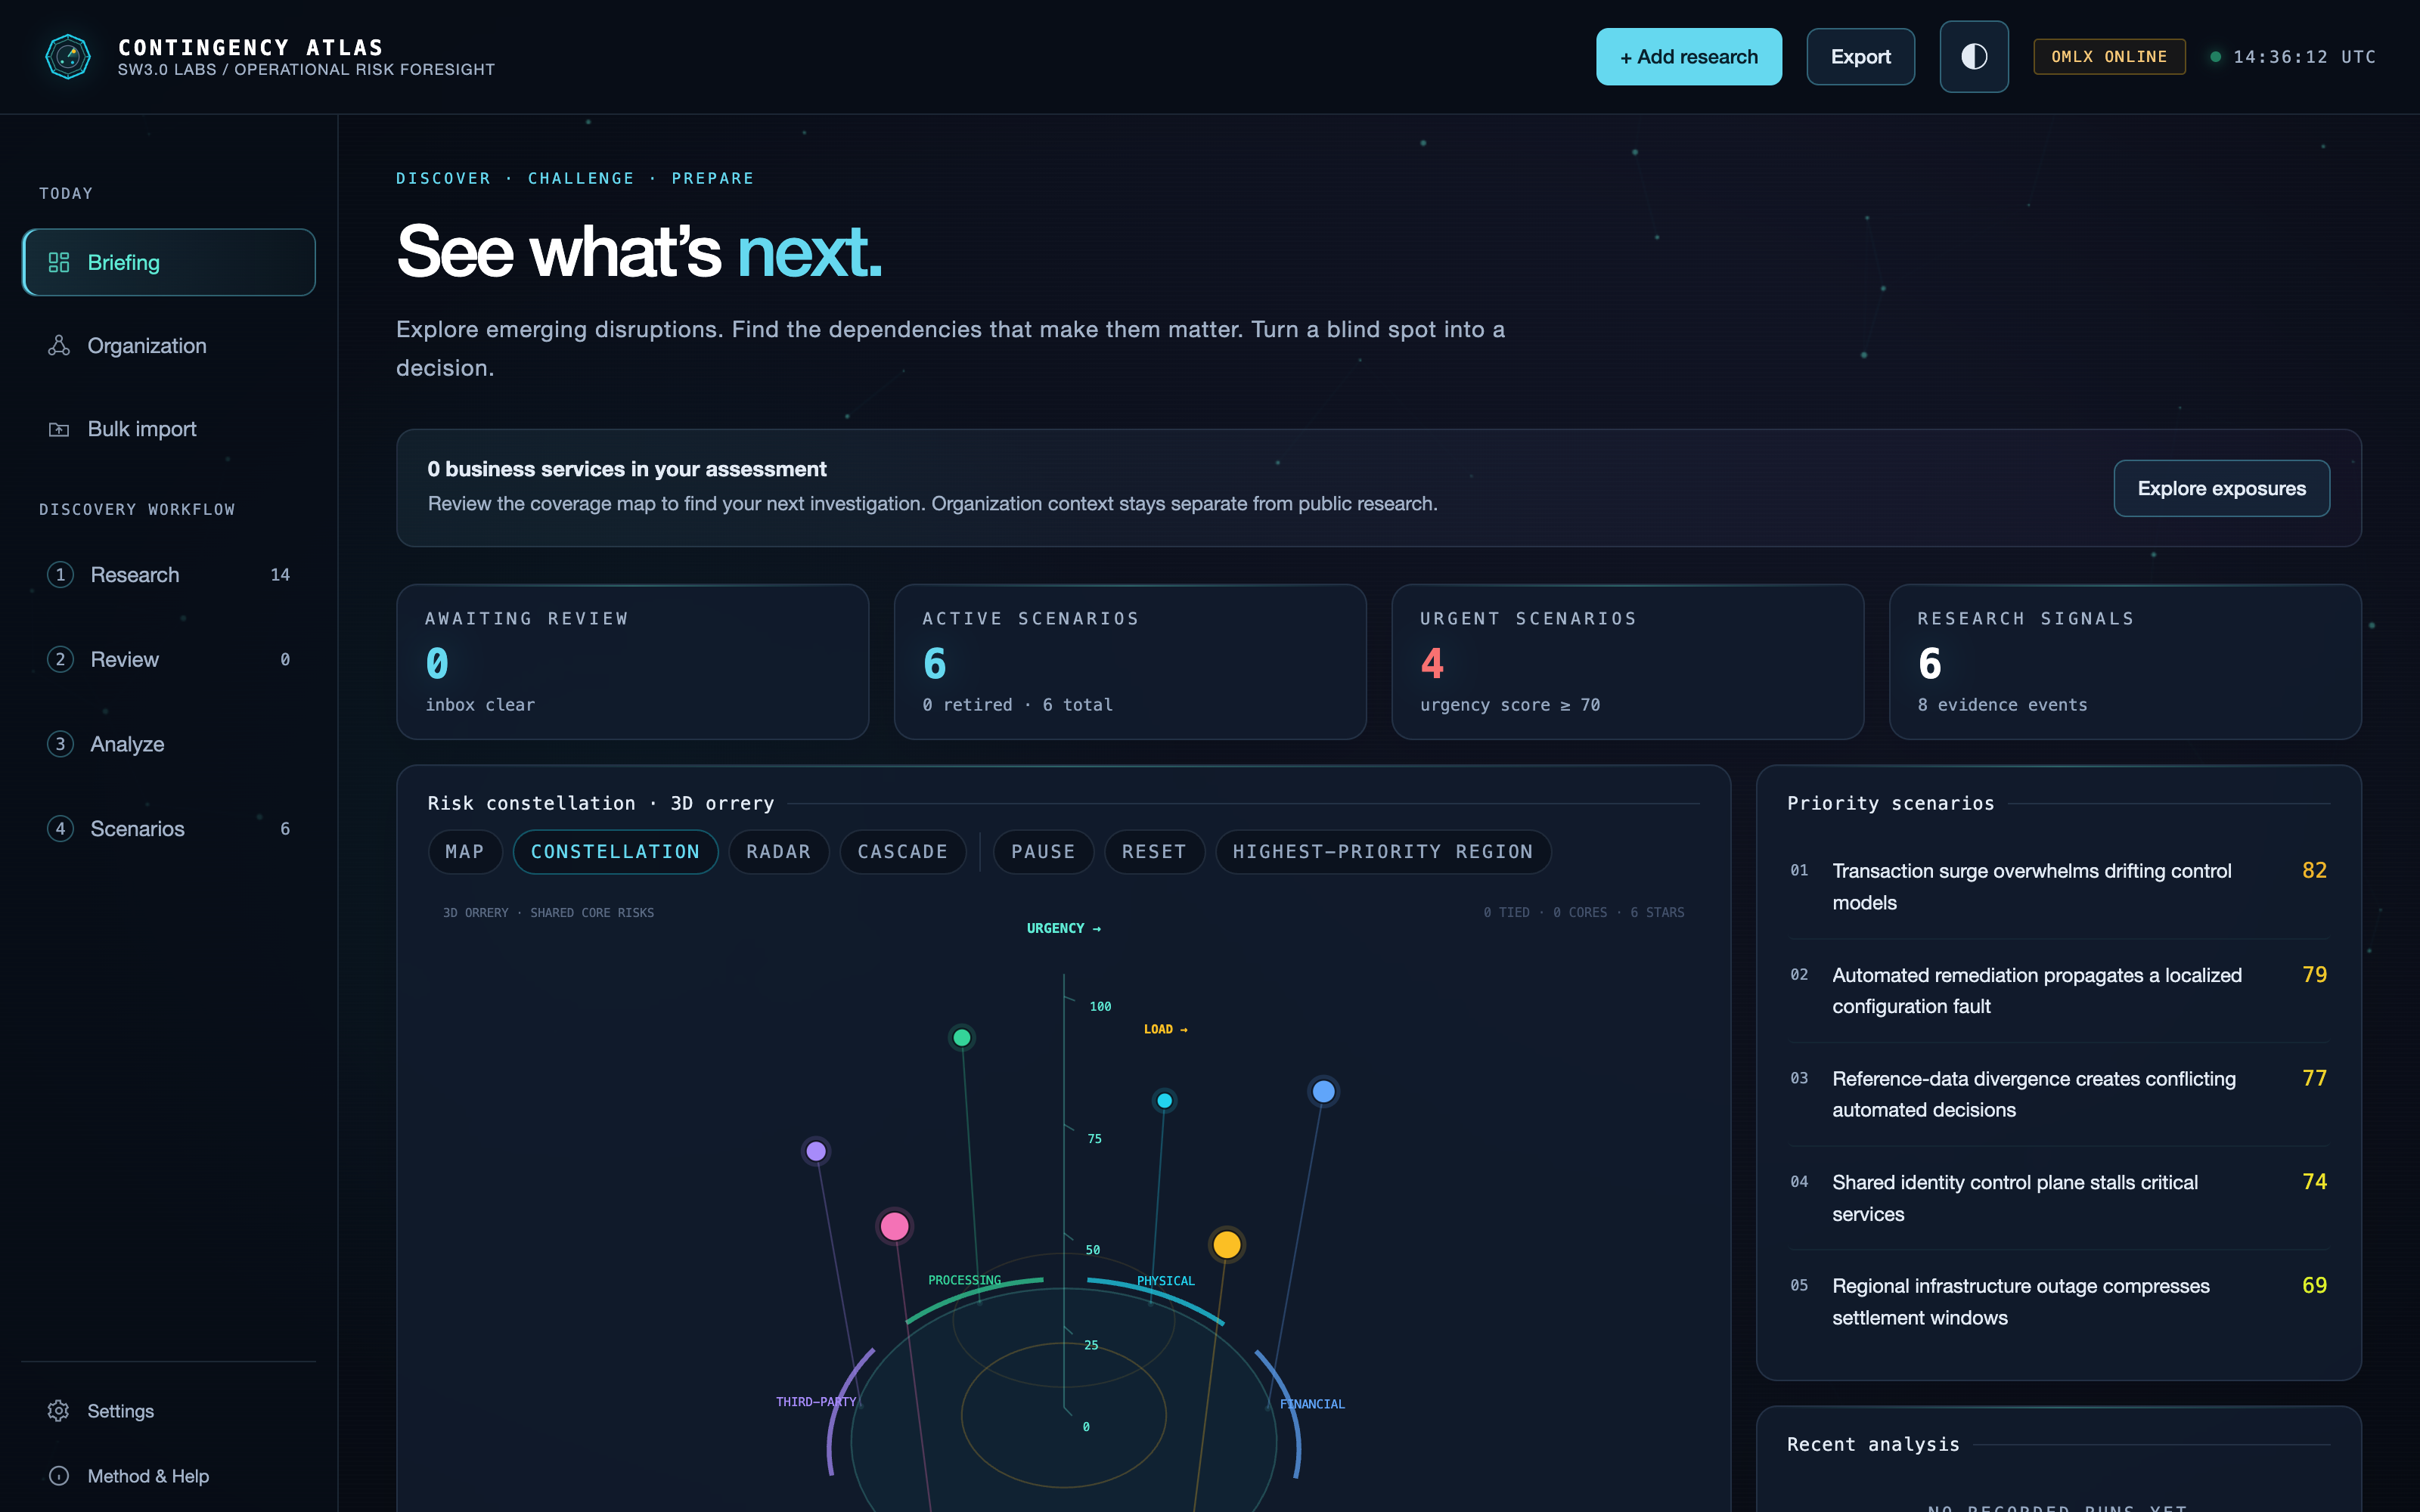 CONTINGENCY ATLAS
SW3.0 LABS / OPERATIONAL RISK FORESIGHT
+ Add research
Export
OMLX ONLINE
14:36:12 UTC
TODAY
Briefing
Organization
Bulk import
DISCOVERY WORKFLOW
1 Research 14
2 Review 0
3 Analyze
4 Scenarios 6
Settings
Method & Help
DISCOVER · CHALLENGE · PREPARE
See what’s next.
Explore emerging disruptions. Find the dependencies that make them matter. Turn a blind spot into a
decision.
0 business services in your assessment
Review the coverage map to find your next investigation. Organization context stays separate from public research.
Explore exposures
AWAITING REVIEW
0
inbox clear
ACTIVE SCENARIOS
6
0 retired · 6 total
URGENT SCENARIOS
4
urgency score ≥ 70
RESEARCH SIGNALS
6
8 evidence events
Risk constellation · 3D orrery
MAP
CONSTELLATION
RADAR
CASCADE
PAUSE
RESET
HIGHEST-PRIORITY REGION
3D ORRERY · SHARED CORE RISKS
0 TIED · 0 CORES · 6 STARS
URGENCY →
100
LOAD →
75
50
PROCESSING
PHYSICAL
25
THIRD-PARTY
FINANCIAL
0
Priority scenarios
01 Transaction surge overwhelms drifting control 82
models
02 Automated remediation propagates a localized 79
configuration fault
03 Reference-data divergence creates conflicting 77
automated decisions
04 Shared identity control plane stalls critical 74
services
05 Regional infrastructure outage compresses 69
settlement windows
Recent analysis
NO RECORDED RUNS YET